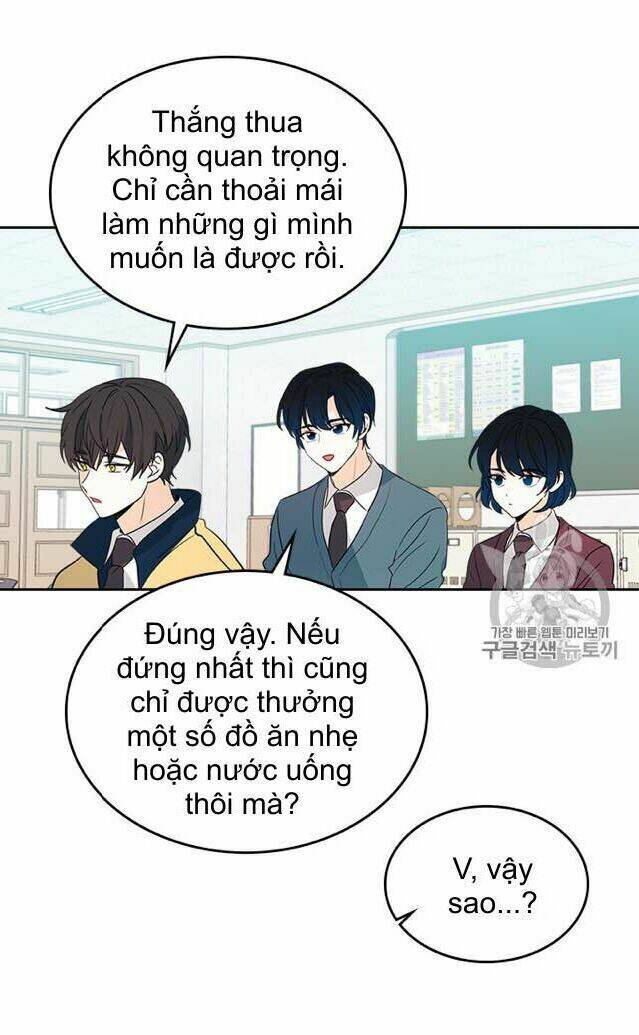 Thắng thua
không quan trọng.
Chỉ cần thoải mái
làm những gì mình
muốn là được rồi.
가장 빠른 웹툰 미리보기
구글검색 뉴토끼
Đúng vậy. Nếu
đứng nhất thì cũng
chỉ được thưởng
một số đồ ăn nhẹ
hoặc nước uống
thôi mà?
V, vậy
sao...?